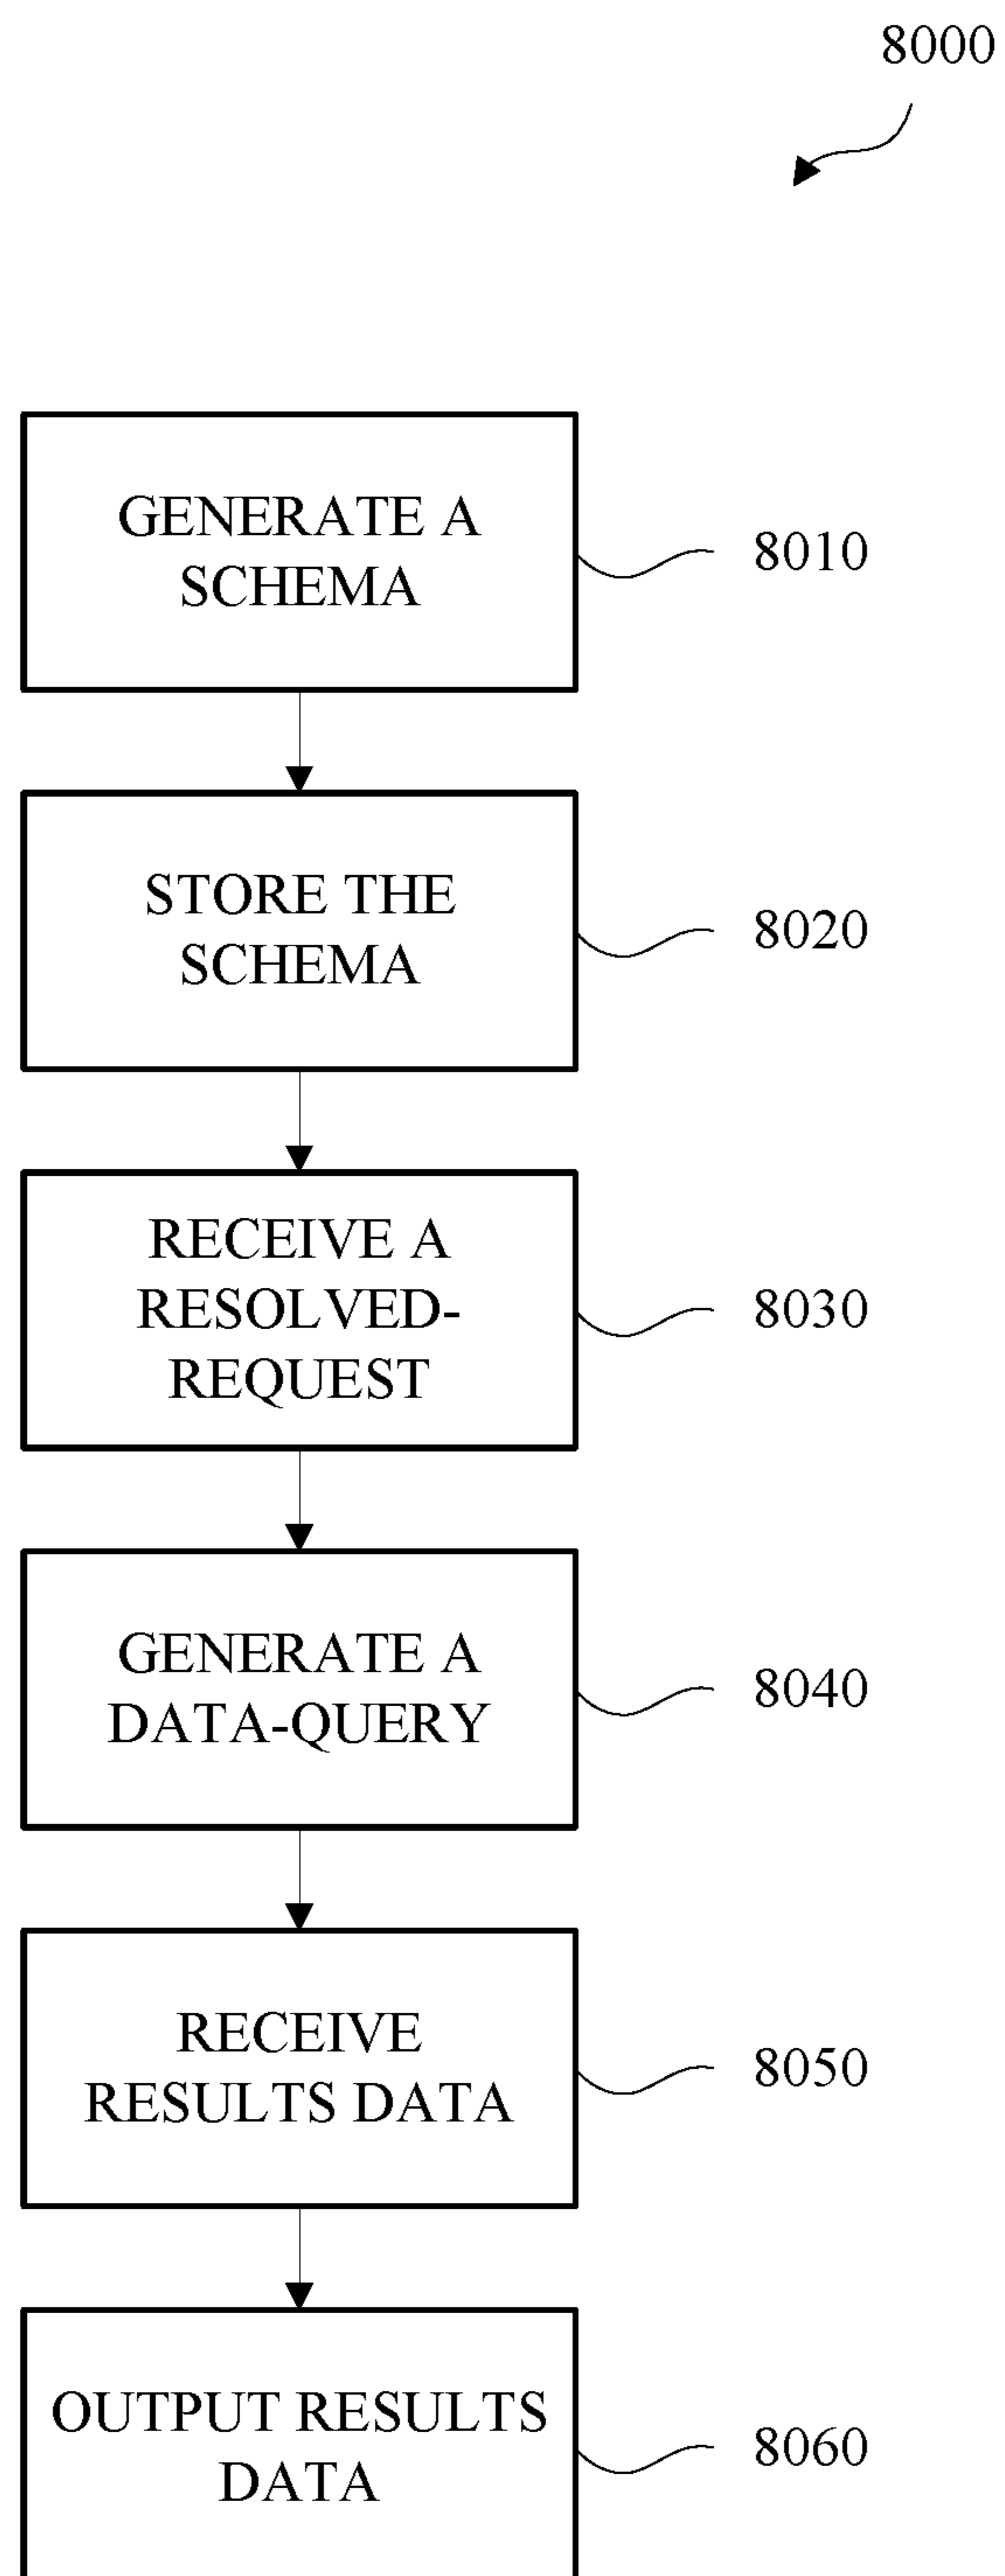 8000
GENERATE A
SCHEMA
8010
STORE THE
SCHEMA
8020
RECEIVE A
RESOLVED-
REQUEST
8030
GENERATE A
DATA-QUERY
8040
RECEIVE
RESULTS DATA
8050
OUTPUT RESULTS
DATA
8060